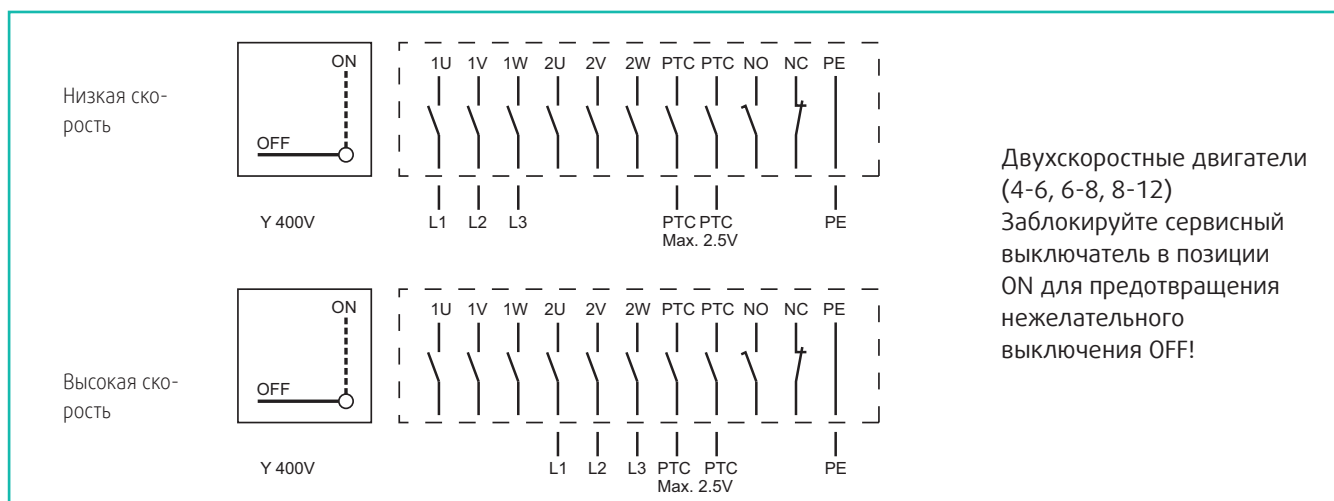 Низкая ско-
рость
ON
OFF
Y 400V
1U 1V 1W 2U 2V 2W PTC PTC NO NC PE
L1 L2 L3 PTC PTC PE
Max. 2.5V
Высокая ско-
рость
ON
OFF
Y 400V
1U 1V 1W 2U 2V 2W PTC PTC NO NC PE
L1 L2 L3 PTC PTC PE
Max. 2.5V
Двухскоростные двигатели
(4-6, 6-8, 8-12)
Заблокируйте сервисный
выключатель в позиции
ON для предотвращения
нежелательного
выключения OFF!